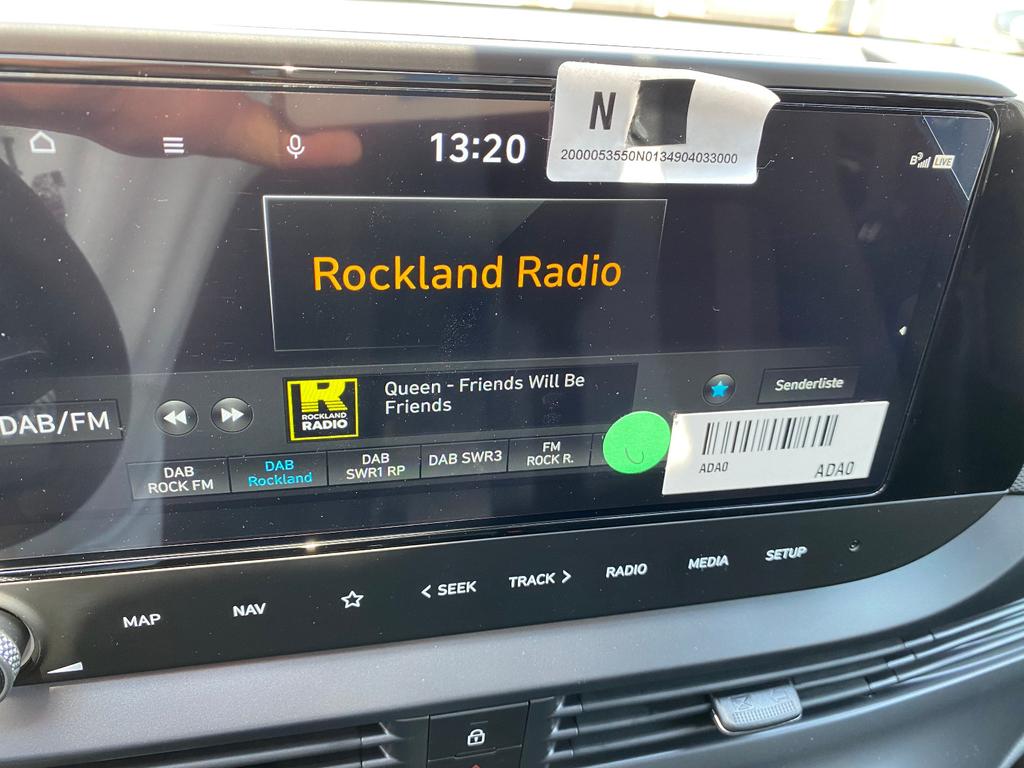 13:20
N
2000053550N0134904033000
B
LIVE
Rockland Radio
Queen - Friends Will Be
Friends
R
ROCKLAND
RADIO
Senderliste
DAB/FM
DAB
ROCK FM
DAB
Rockland
DAB
SWR1 RP
DAB SWR3
FM
ROCK R.
ADA0
ADA0
MAP
NAV
< SEEK
TRACK >
RADIO
MEDIA
SETUP